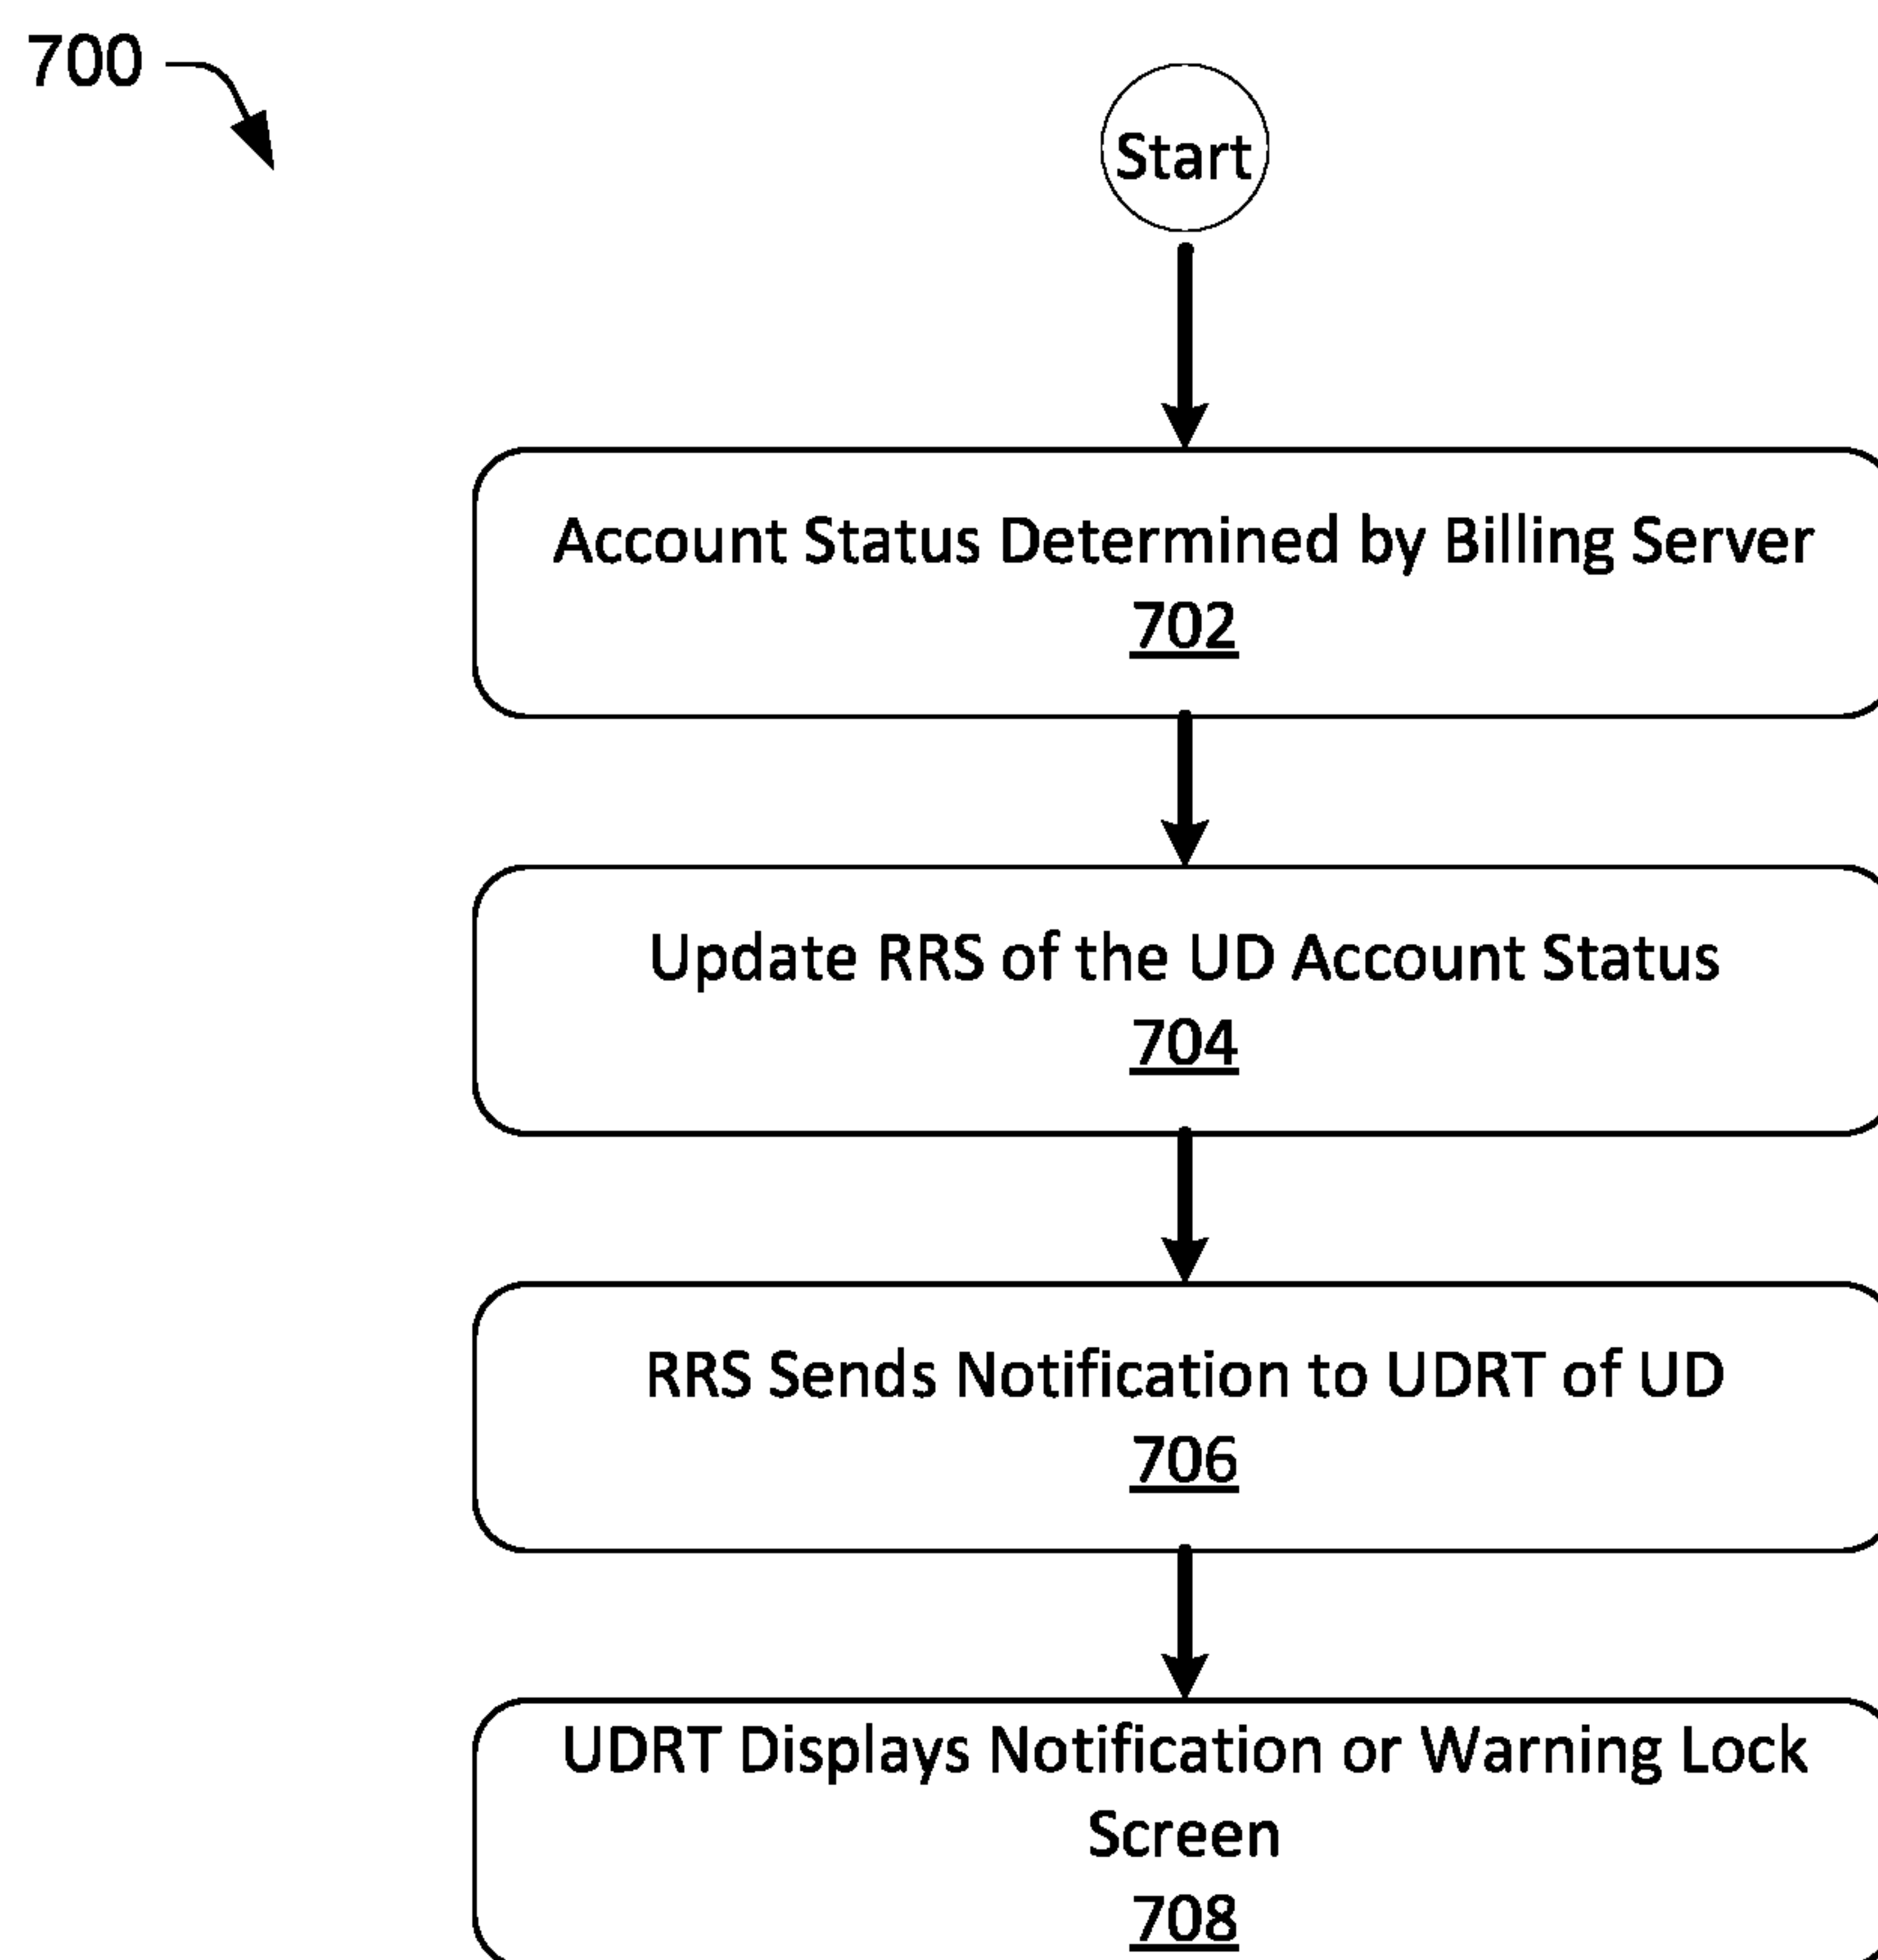 700
Start
Account Status Determined by Billing Server
702
Update RRS of the UD Account Status
704
RRS Sends Notification to UDRT of UD
706
UDRT Displays Notification or Warning Lock
Screen
708